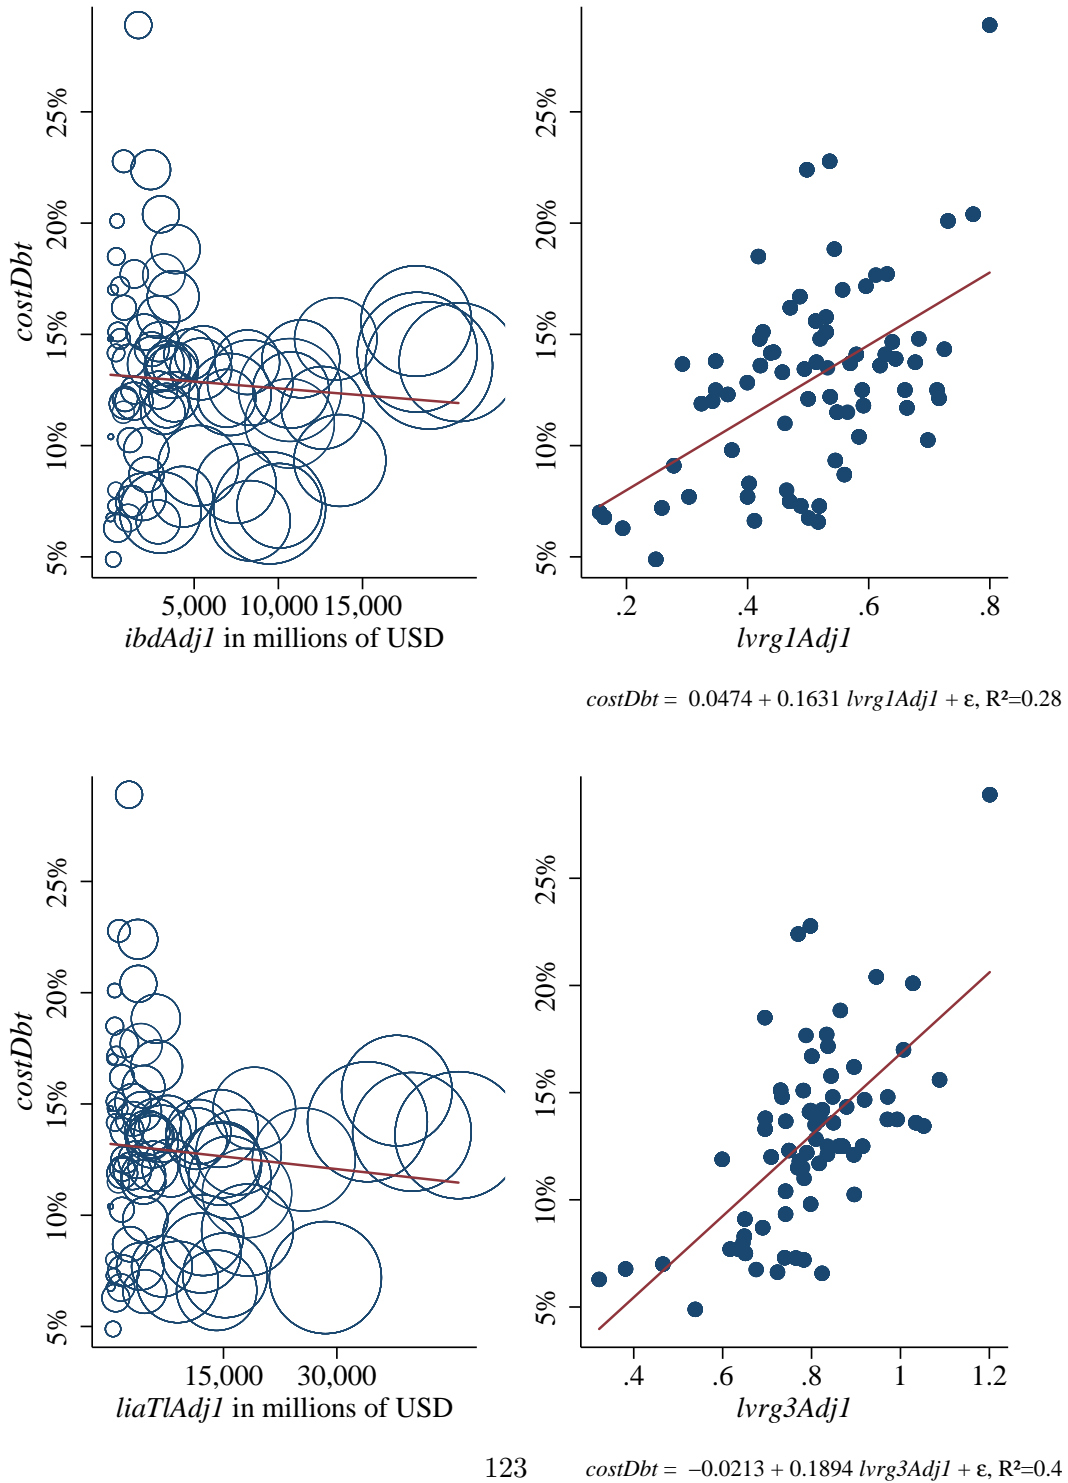 costDbt
25%
20%
15%
10%
5%
5,000 10,000 15,000
ibdAdj1 in millions of USD
25%
20%
15%
10%
5%
.2 .4 .6 .8
lvrg1Adj1
costDbt = 0.0474 + 0.1631 lvrg1Adj1 + ε, R²=0.28
costDbt
25%
20%
15%
10%
5%
15,000 30,000
liaTlAdj1 in millions of USD
25%
20%
15%
10%
5%
.4 .6 .8 1 1.2
lvrg3Adj1
costDbt = −0.0213 + 0.1894 lvrg3Adj1 + ε, R²=0.4
123